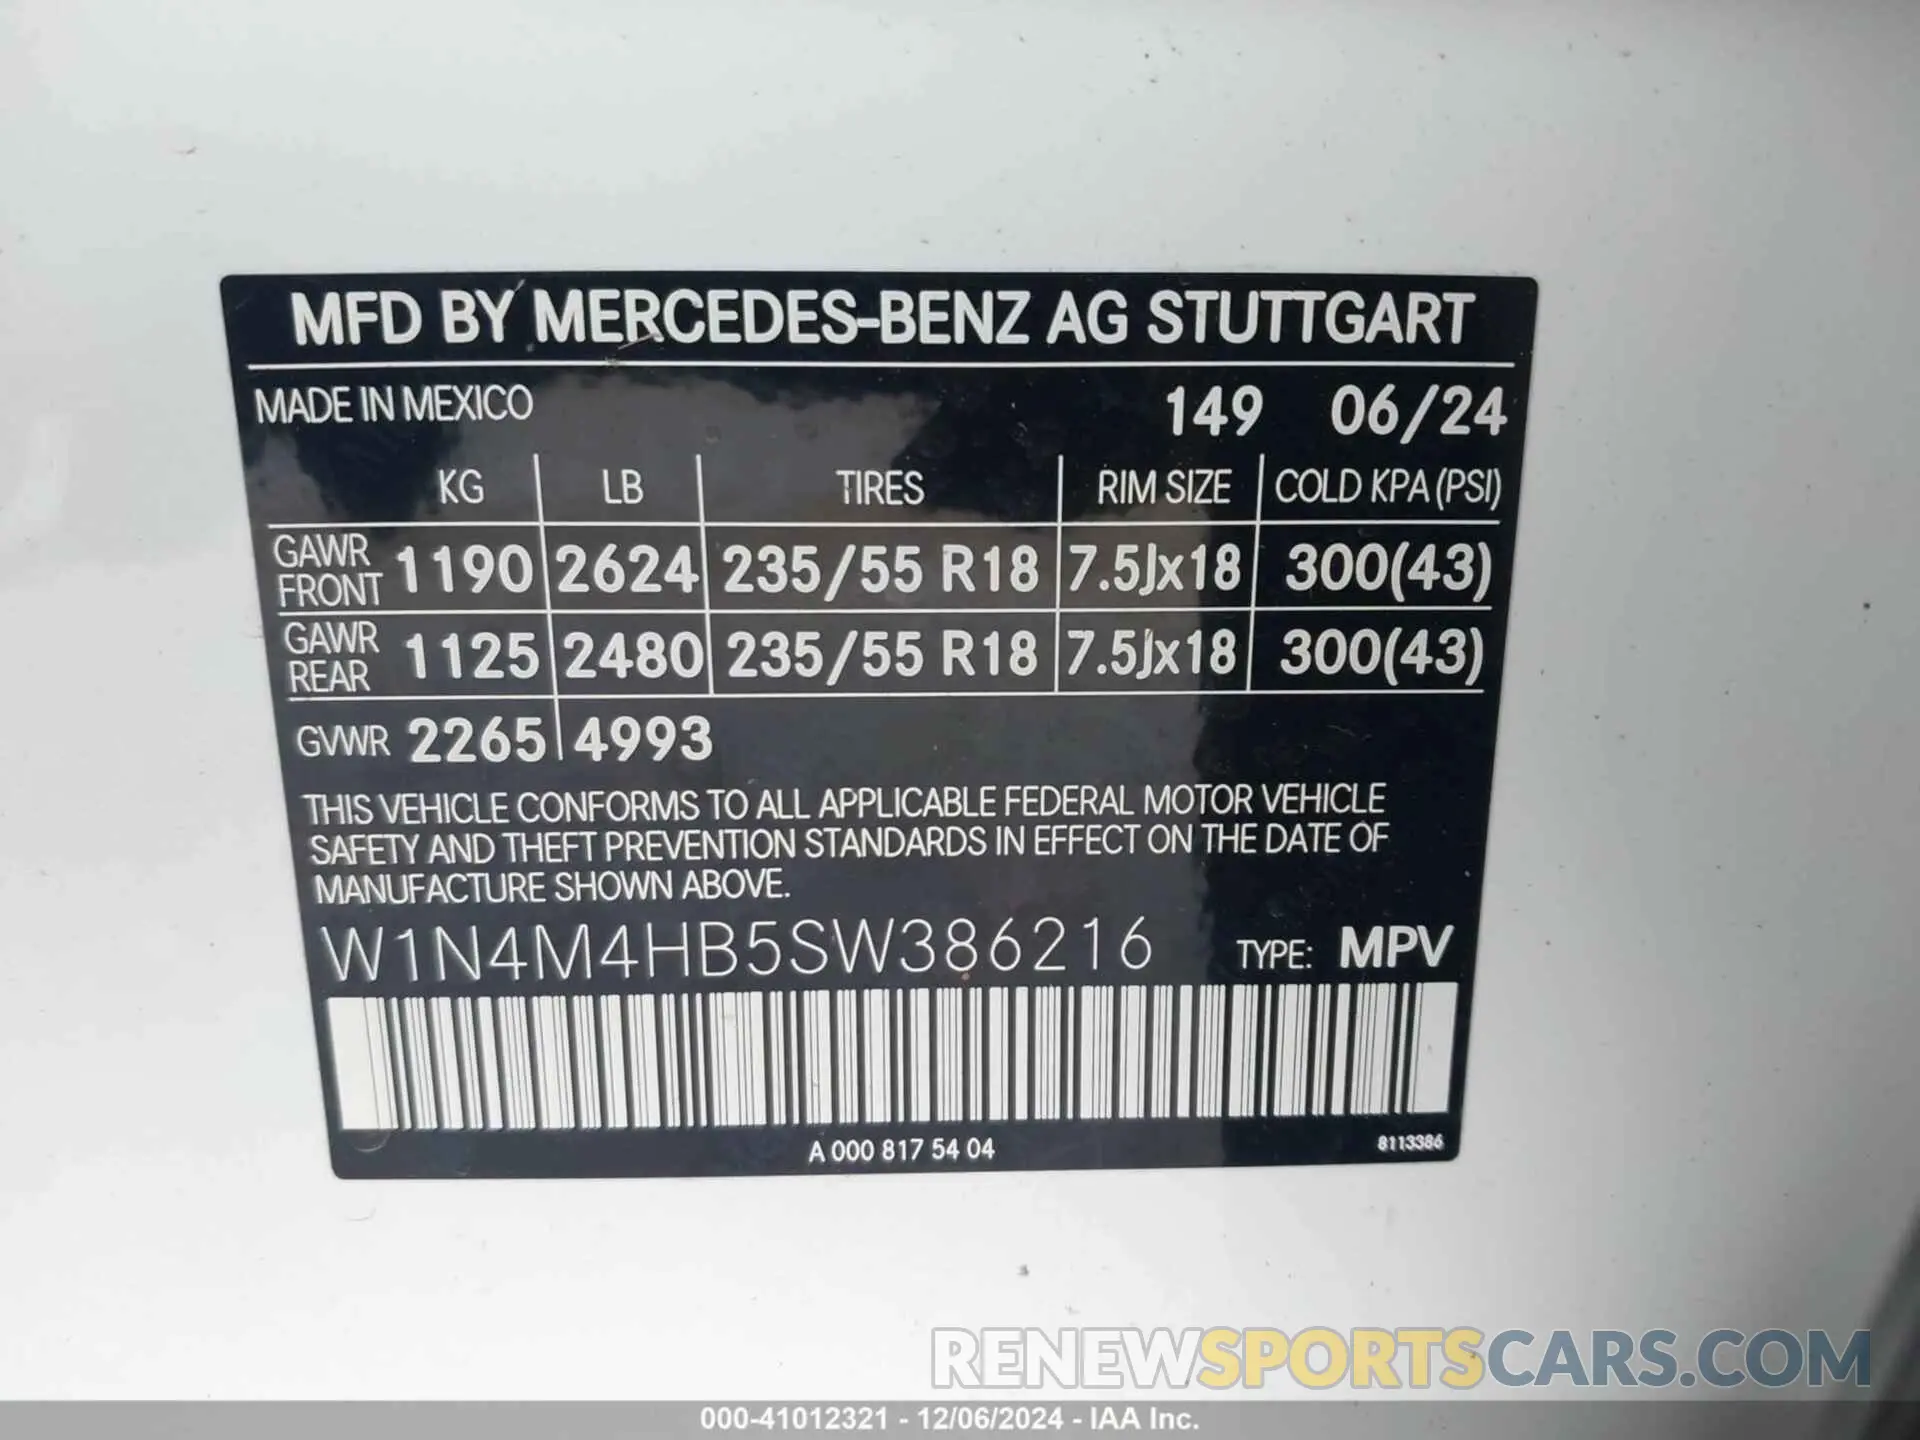 MFD BY MERCEDES-BENZ AG STUTTGART
MADE IN MEXICO 149 06/24
KG LB TIRES RIM SIZE COLD KPA (PSI)
GAWR FRONT 1190 2624 235/55 R18 7.5Jx18 300(43)
GAWR REAR 1125 2480 235/55 R18 7.5Jx18 300(43)
GVWR 2265 4993
THIS VEHICLE CONFORMS TO ALL APPLICABLE FEDERAL MOTOR VEHICLE
SAFETY AND THEFT PREVENTION STANDARDS IN EFFECT ON THE DATE OF
MANUFACTURE SHOWN ABOVE.
W1N4M4HB5SW386216 TYPE: MPV
A 000 817 54 04 8113386
RENEWSPORTSCARS.COM
000-41012321 - 12/06/2024 - IAA Inc.